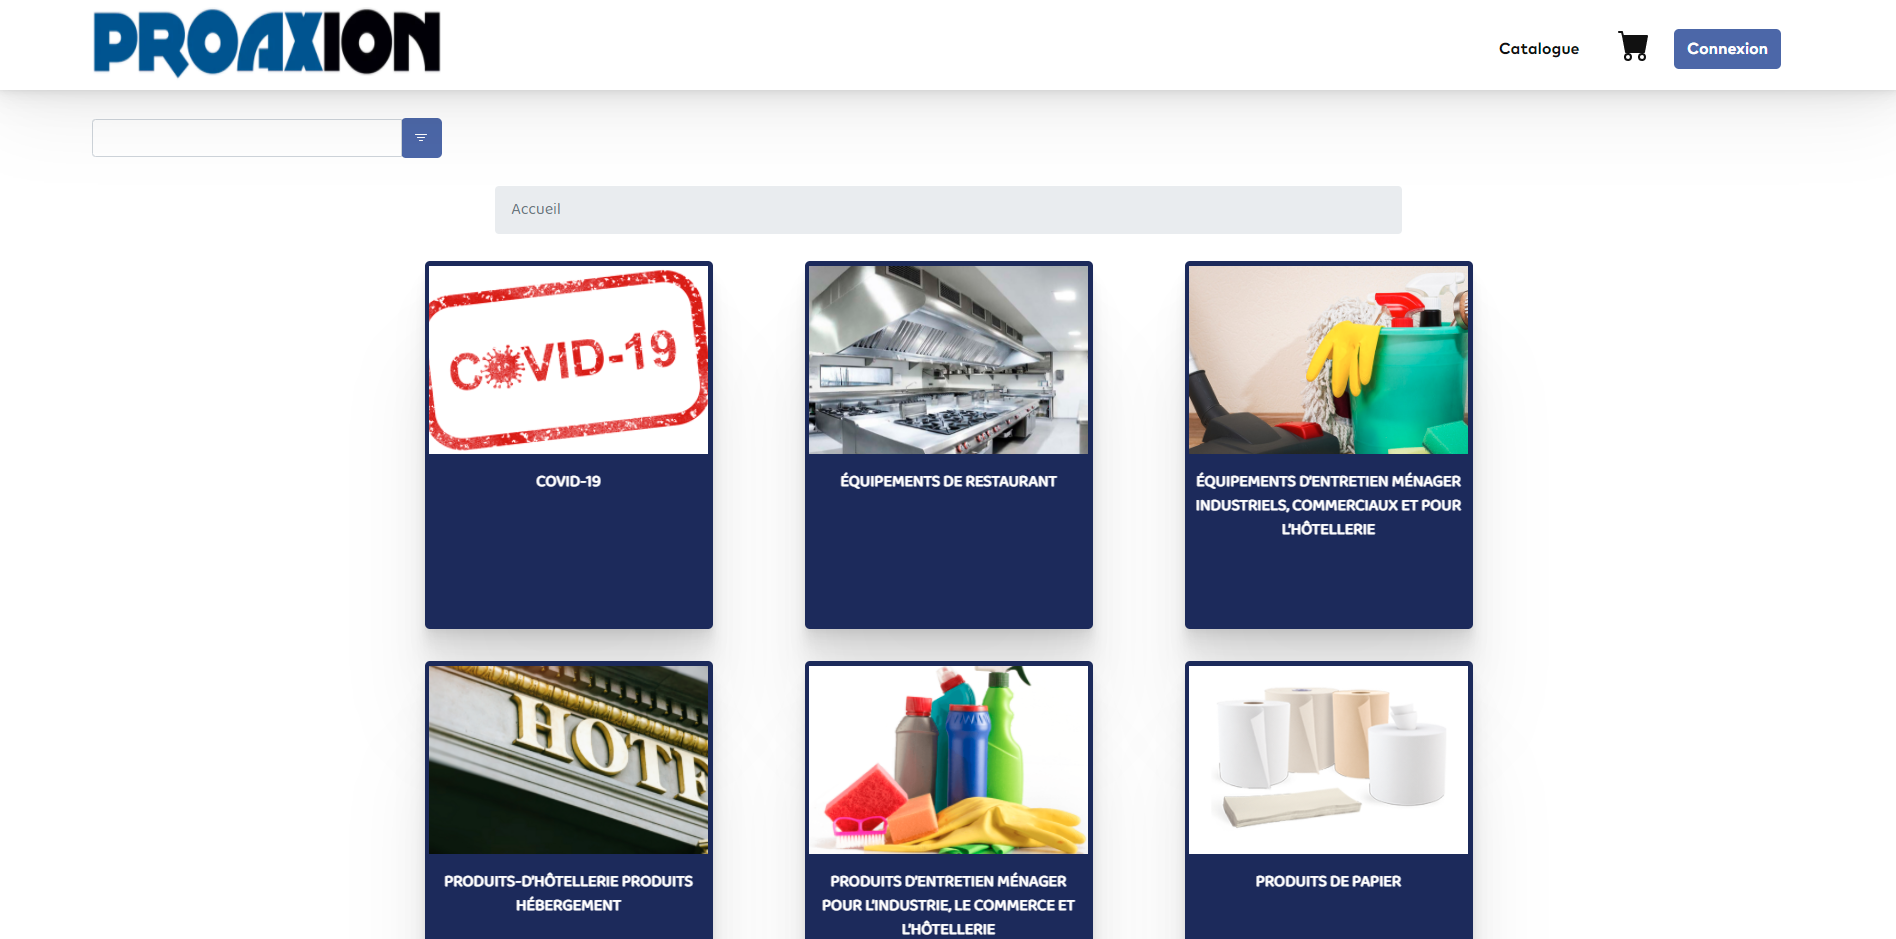 PROAXION
Catalogue
Connexion
Accueil
COVID-19
COVID-19
ÉQUIPEMENTS DE RESTAURANT
ÉQUIPEMENTS D'ENTRETIEN MÉNAGER
INDUSTRIELS, COMMERCIAUX ET POUR
L'HÔTELLERIE
HOTE
PRODUITS-D'HÔTELLERIE PRODUITS
HÉBERGEMENT
PRODUITS D'ENTRETIEN MÉNAGER
POUR L'INDUSTRIE, LE COMMERCE ET
L'HÔTELLERIE
PRODUITS DE PAPIER